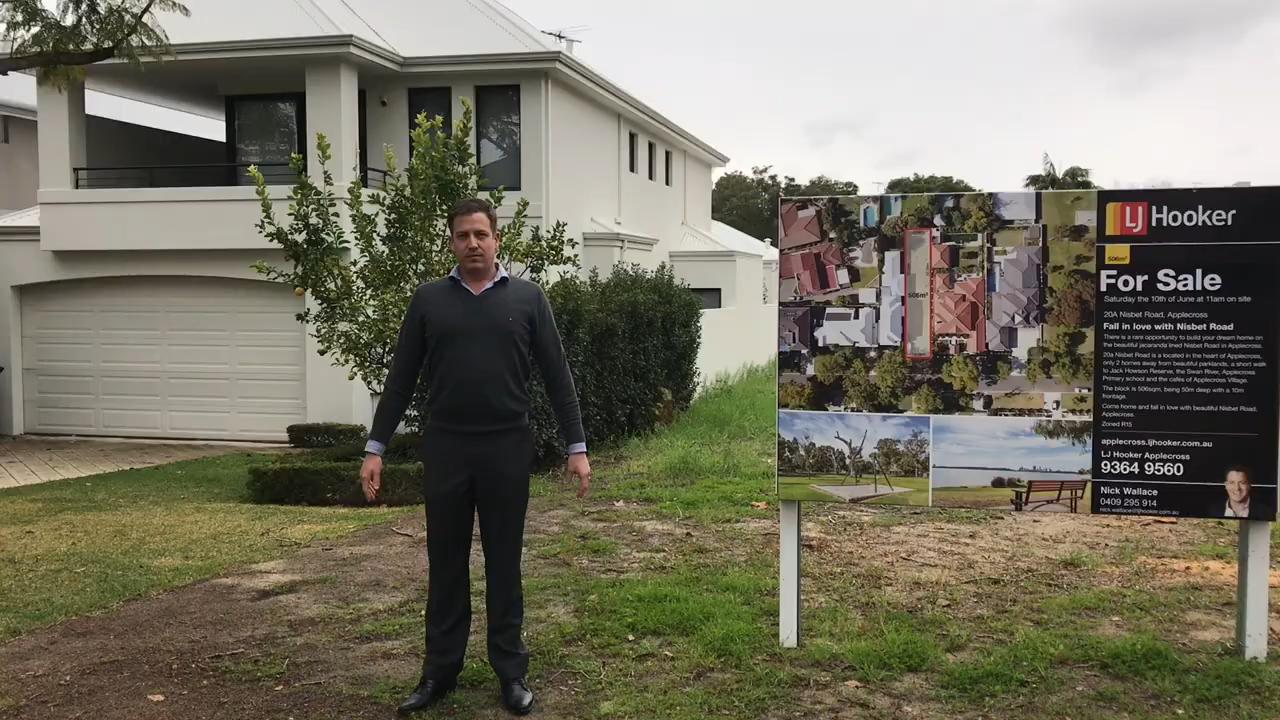 LJ Hooker
506m²
506m²
For Sale
Saturday the 10th of June at 11am on site
20A Nisbet Road, Applecross
Fall in love with Nisbet Road
There is a rare opportunity to build your dream home on
the beautiful jacaranda lined Nisbet Road in Applecross.
20a Nisbet Road is located in the heart of Applecross,
only 2 homes away from beautiful parklands, a short walk
to Jack Howson Reserve, the Swan River, Applecross
Primary school and the cafés of Applecross Village.
The block is 506sqm, being 50m deep with a 10m
frontage.
Come home and fall in love with beautiful Nisbet Road,
Applecross.
Zoned R15
applecross.ljhooker.com.au
LJ Hooker Applecross
9364 9560
Nick Wallace
0409 295 914
nick.wallace@ljhooker.com.au